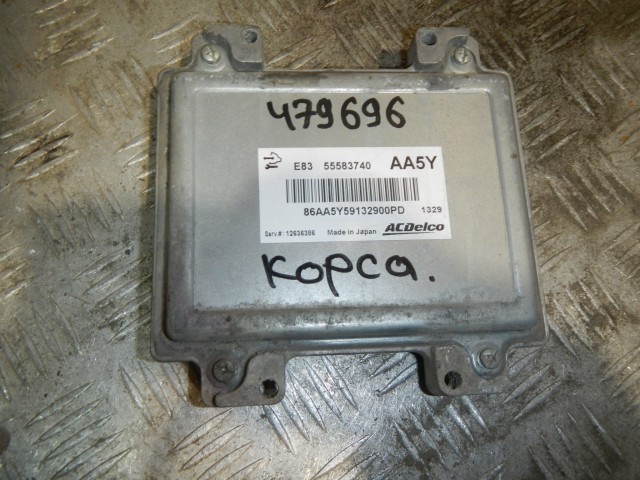 479696
E83 55583740 AA5Y
86AA5Y59132900PD 1329
Serv.#: 12636386 Made in Japan ACDelco
Корса.